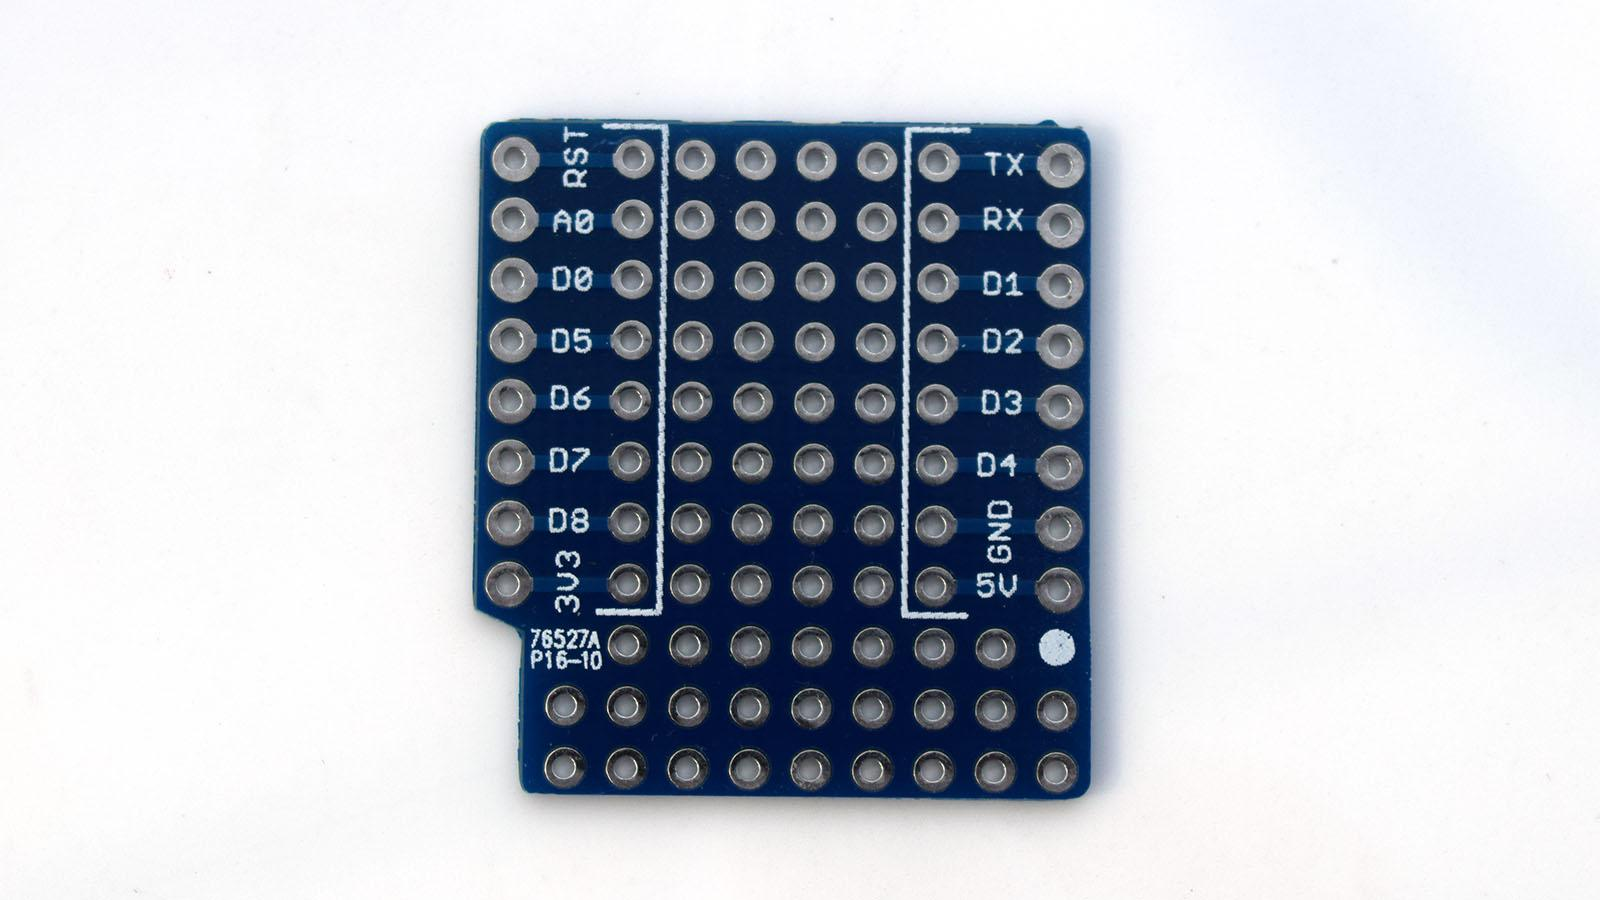 RST TX
A0 RX
D0 D1
D5 D2
D6 D3
D7 D4
D8 GND
3V3 5V
76527A
P16-10